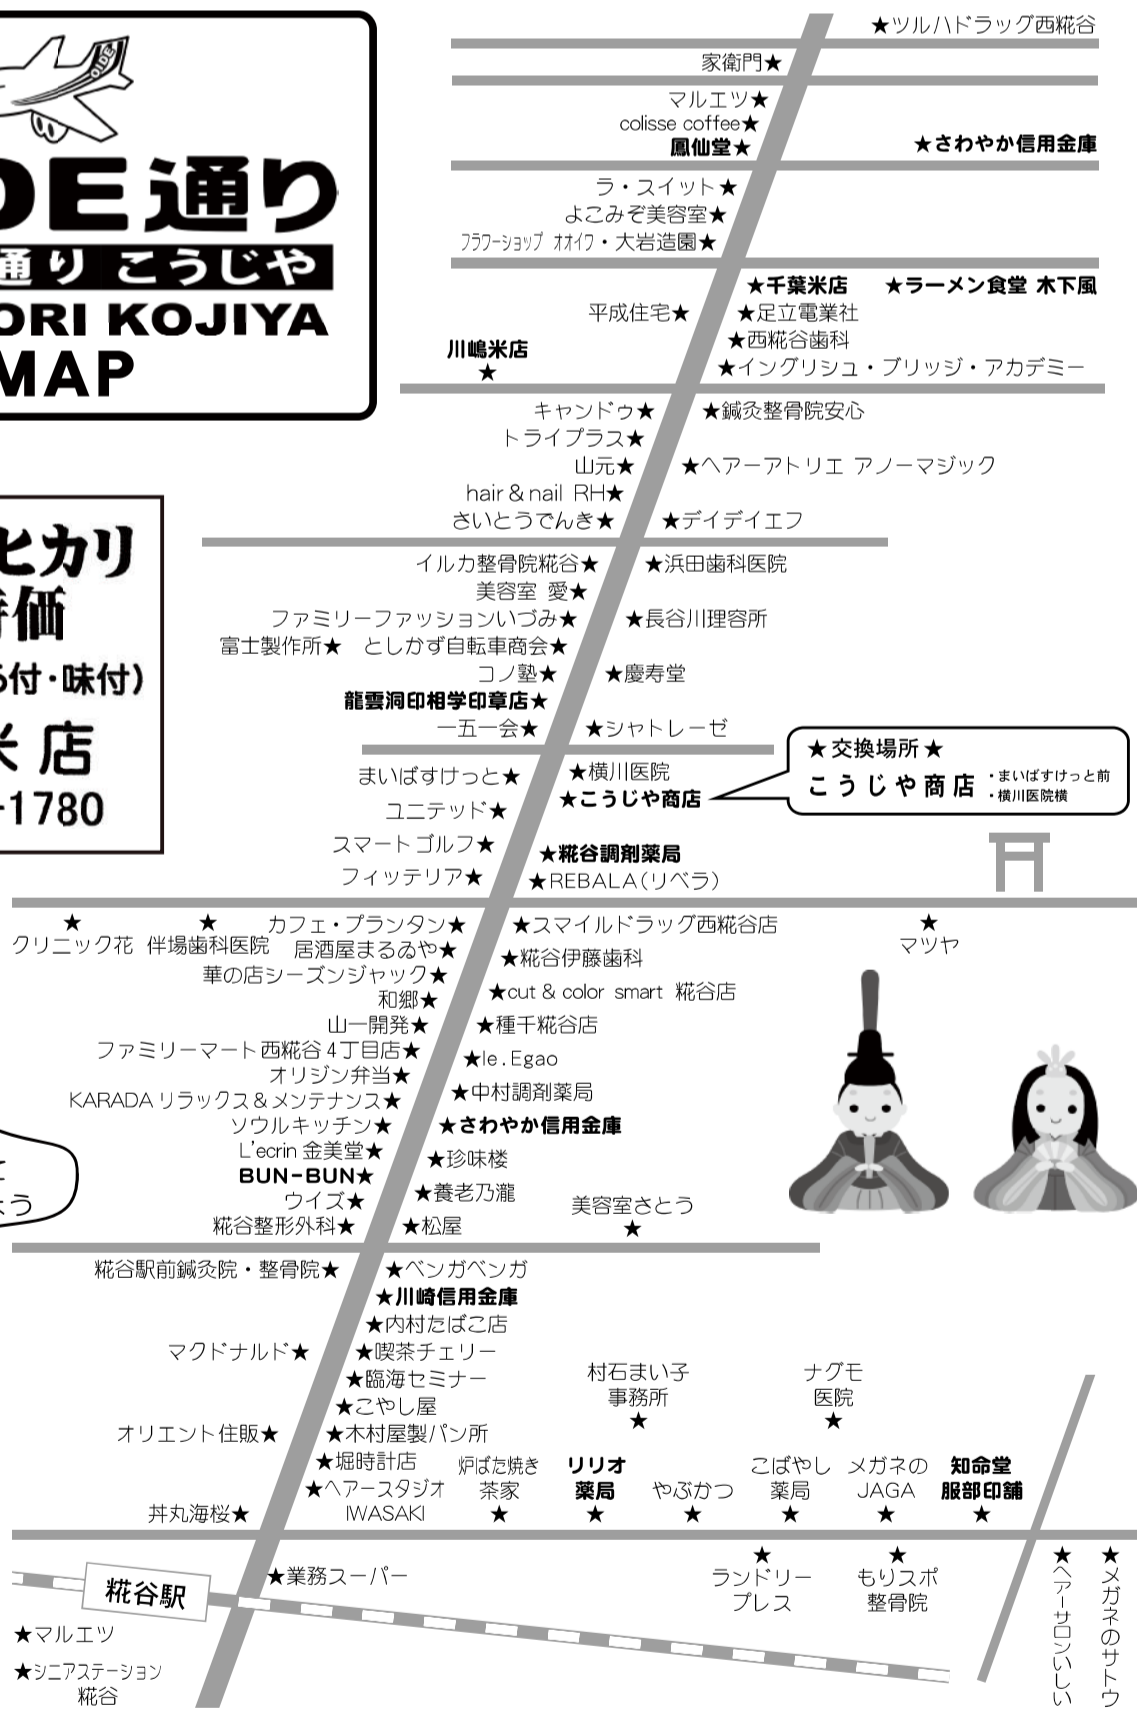 OIDE
DE通り
通り こうじや
ORI KOJIYA
MAP
ヒカリ
価
付・味付)
店
-1780
う
★ツルハドラッグ西糀谷
家衛門★
マルエツ★
colisse coffee★
鳳仙堂★
★さわやか信用金庫
ラ・スイット★
よこみぞ美容室★
フラワーショップ オオイワ・大岩造園★
★千葉米店
★ラーメン食堂 木下風
平成住宅★
★足立電業社
★西糀谷歯科
川嶋米店
★
★イングリシュ・ブリッジ・アカデミー
キャンドゥ★
★鍼灸整骨院安心
トライプラス★
山元★
★ヘアーアトリエ アノーマジック
hair & nail RH★
さいとうでんき★
★デイデイエフ
イルカ整骨院糀谷★
★浜田歯科医院
美容室 愛★
ファミリーファッションいづみ★
★長谷川理容所
富士製作所★
としかず自転車商会★
コノ塾★
★慶寿堂
龍雲洞印相学印章店★
一五一会★
★シャトレーゼ
まいばすけっと★
★横川医院
★こうじや商店
★交換場所★
こうじや商店
・まいばすけっと前
・横川医院横
ユニテッド★
スマートゴルフ★
★糀谷調剤薬局
フィッテリア★
★REBALA(リベラ)
★
クリニック花
★
伴場歯科医院
カフェ・プランタン★
★スマイルドラッグ西糀谷店
★
マツヤ
居酒屋まるゐや★
★糀谷伊藤歯科
華の店シーズンジャック★
和郷★
★cut & color smart 糀谷店
山一開発★
★種千糀谷店
ファミリーマート西糀谷4丁目店★
★le.Egao
オリジン弁当★
★中村調剤薬局
KARADA リラックス&メンテナンス★
ソウルキッチン★
★さわやか信用金庫
L'ecrin 金美堂★
★珍味楼
BUN-BUN★
★養老乃瀧
ウイズ★
糀谷整形外科★
★松屋
美容室さとう
★
糀谷駅前鍼灸院・整骨院★
★ベンガベンガ
★川崎信用金庫
★内村たばこ店
マクドナルド★
★喫茶チェリー
★臨海セミナー
★こやし屋
オリエント住販★
★木村屋製パン所
★堀時計店
★ヘアースタジオ
IWASAKI
丼丸海桜★
村石まい子
事務所
★
ナグモ
医院
★
炉ばた焼き
茶家
★
リリオ
薬局
★
やぶかつ
★
こばやし
薬局
★
メガネの
JAGA
★
知命堂
服部印舗
★
★業務スーパー
★
ランドリー
プレス
★
もりスポ
整骨院
★ヘアーサロンいしい
★メガネのサトウ
糀谷駅
★マルエツ
★シニアステーション
糀谷